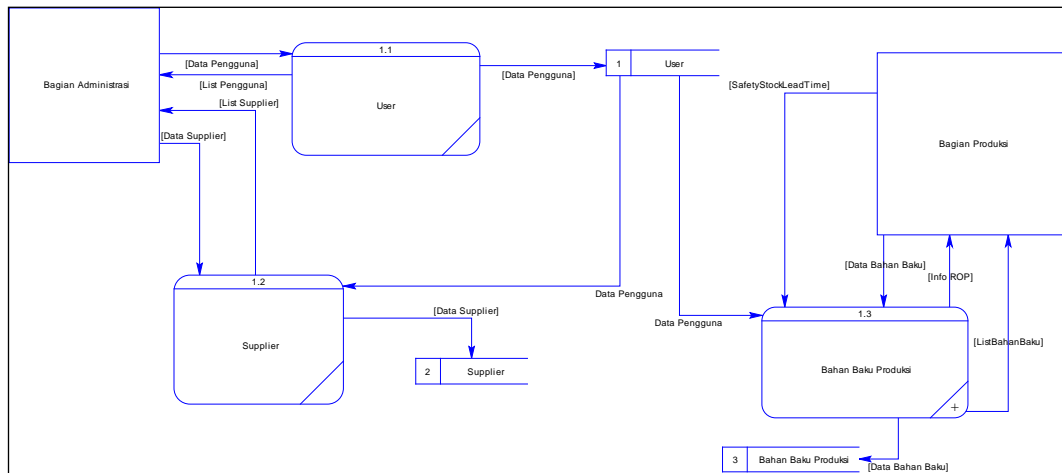 1.1
[Data Pengguna]
Bagian Administrasi
[List Pengguna]
User
[Data Pengguna]
1
User
[List Supplier]
[Data Supplier]
[SafetyStockLeadTime]
Bagian Produksi
1.2
Supplier
Data Pengguna
[Data Supplier]
2
Supplier
Data Pengguna
[Data Bahan Baku]
[Info ROP]
1.3
[ListBahanBaku]
Bahan Baku Produksi
+
3
Bahan Baku Produksi
[Data Bahan Baku]